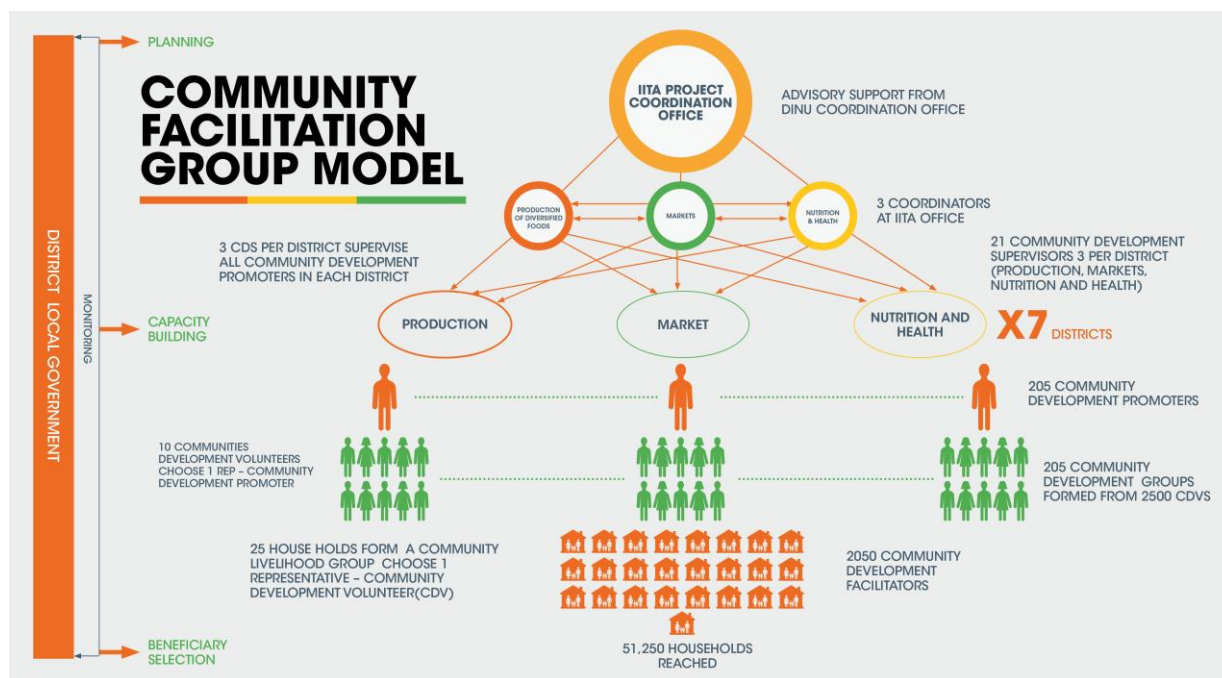 PLANNING
COMMUNITY
FACILITATION
GROUP MODEL
IITA PROJECT
COORDINATION
OFFICE
ADVISORY SUPPORT FROM
DINU COORDINATION OFFICE
PRODUCTION
OF DIVERSIFIED
FOODS
MARKETS
NUTRITION
& HEALTH
3 COORDINATORS
AT IITA OFFICE
3 CDS PER DISTRICT SUPERVISE
ALL COMMUNITY DEVELOPMENT
PROMOTERS IN EACH DISTRICT
21 COMMUNITY DEVELOPMENT
SUPERVISORS 3 PER DISTRICT
(PRODUCTION, MARKETS,
NUTRITION AND HEALTH)
DISTRICT LOCAL GOVERNMENT
MONITORING
CAPACITY
BUILDING
PRODUCTION
MARKET
NUTRITION AND
HEALTH
X7 DISTRICTS
205 COMMUNITY
DEVELOPMENT PROMOTERS
10 COMMUNITIES
DEVELOPMENT VOLUNTEERS
CHOOSE 1 REP – COMMUNITY
DEVELOPMENT PROMOTER
205 COMMUNITY
DEVELOPMENT GROUPS
FORMED FROM 2500 CDVS
25 HOUSE HOLDS FORM A COMMUNITY
LIVELIHOOD GROUP CHOOSE 1
REPRESENTATIVE – COMMUNITY
DEVELOPMENT VOLUNTEER(CDV)
2050 COMMUNITY
DEVELOPMENT
FACILITATORS
BENEFICIARY
SELECTION
51,250 HOUSEHOLDS
REACHED